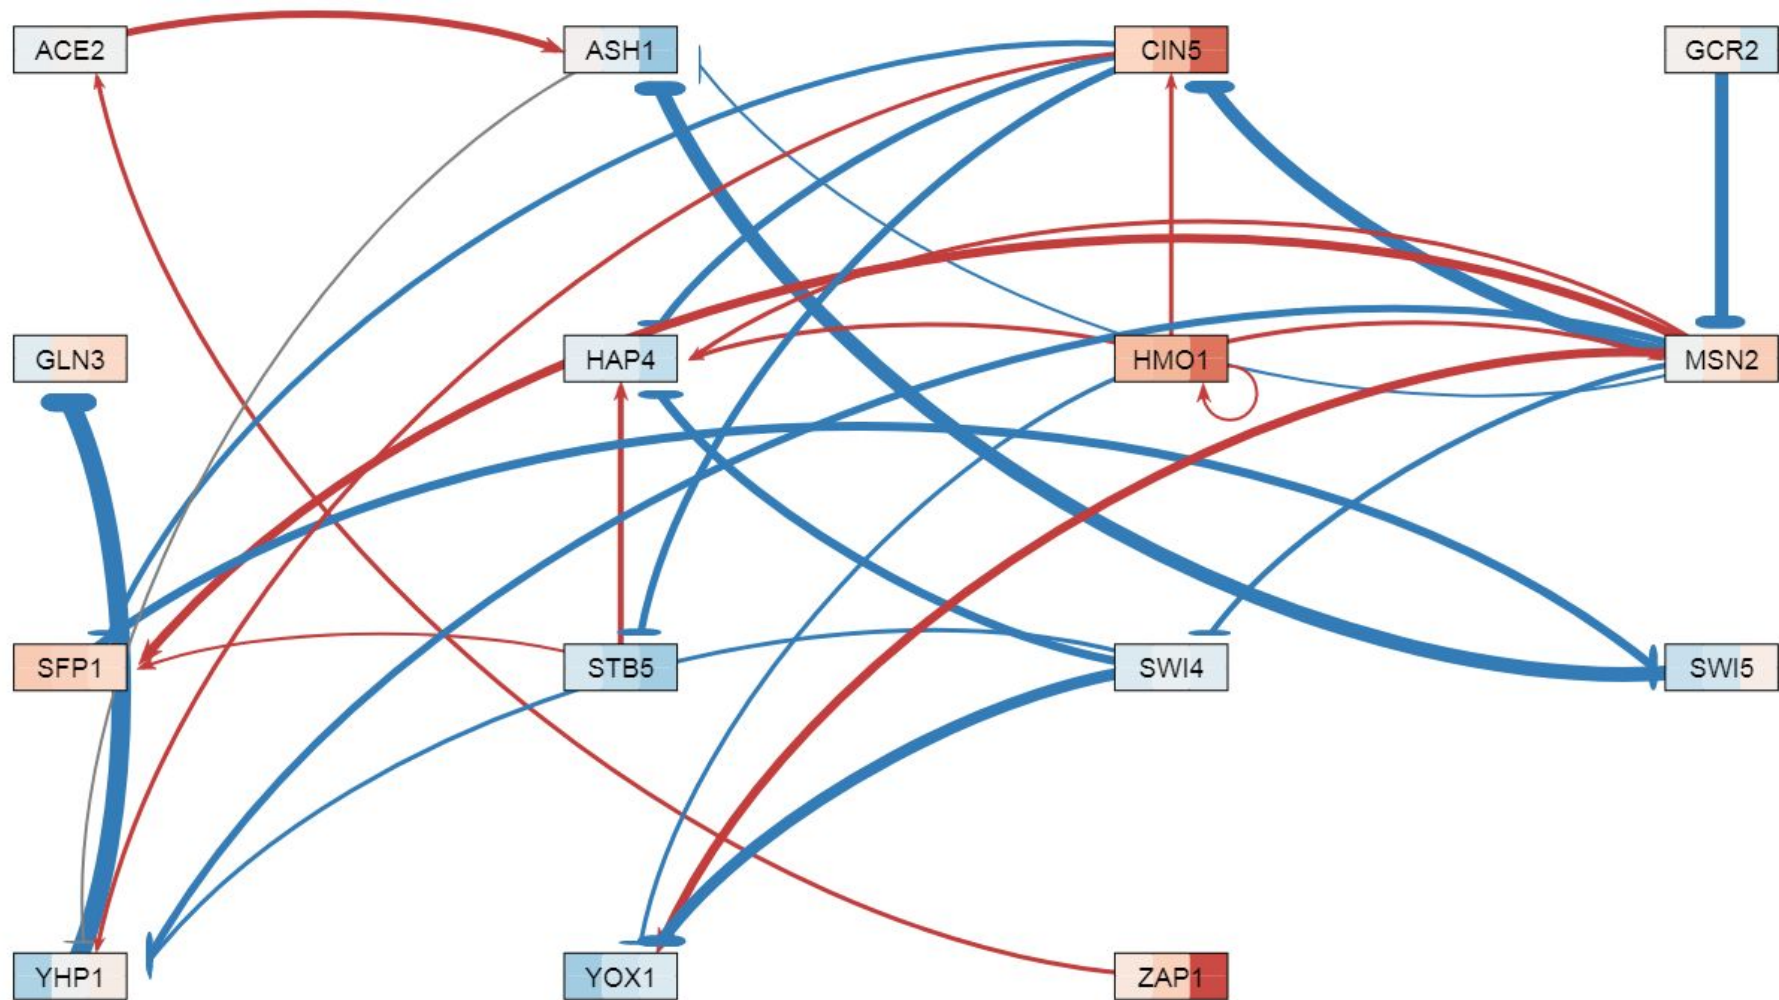 ACE2 ASH1 CIN5 GCR2
GLN3 HAP4 HMO1 MSN2
SFP1 STB5 SWI4 SWI5
YHP1 YOX1 ZAP1